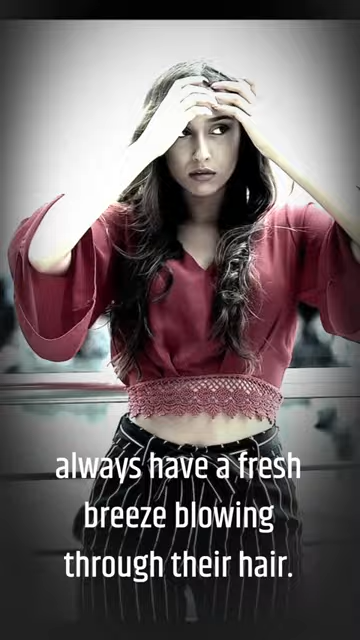 always have a fresh
breeze blowing
through their hair.